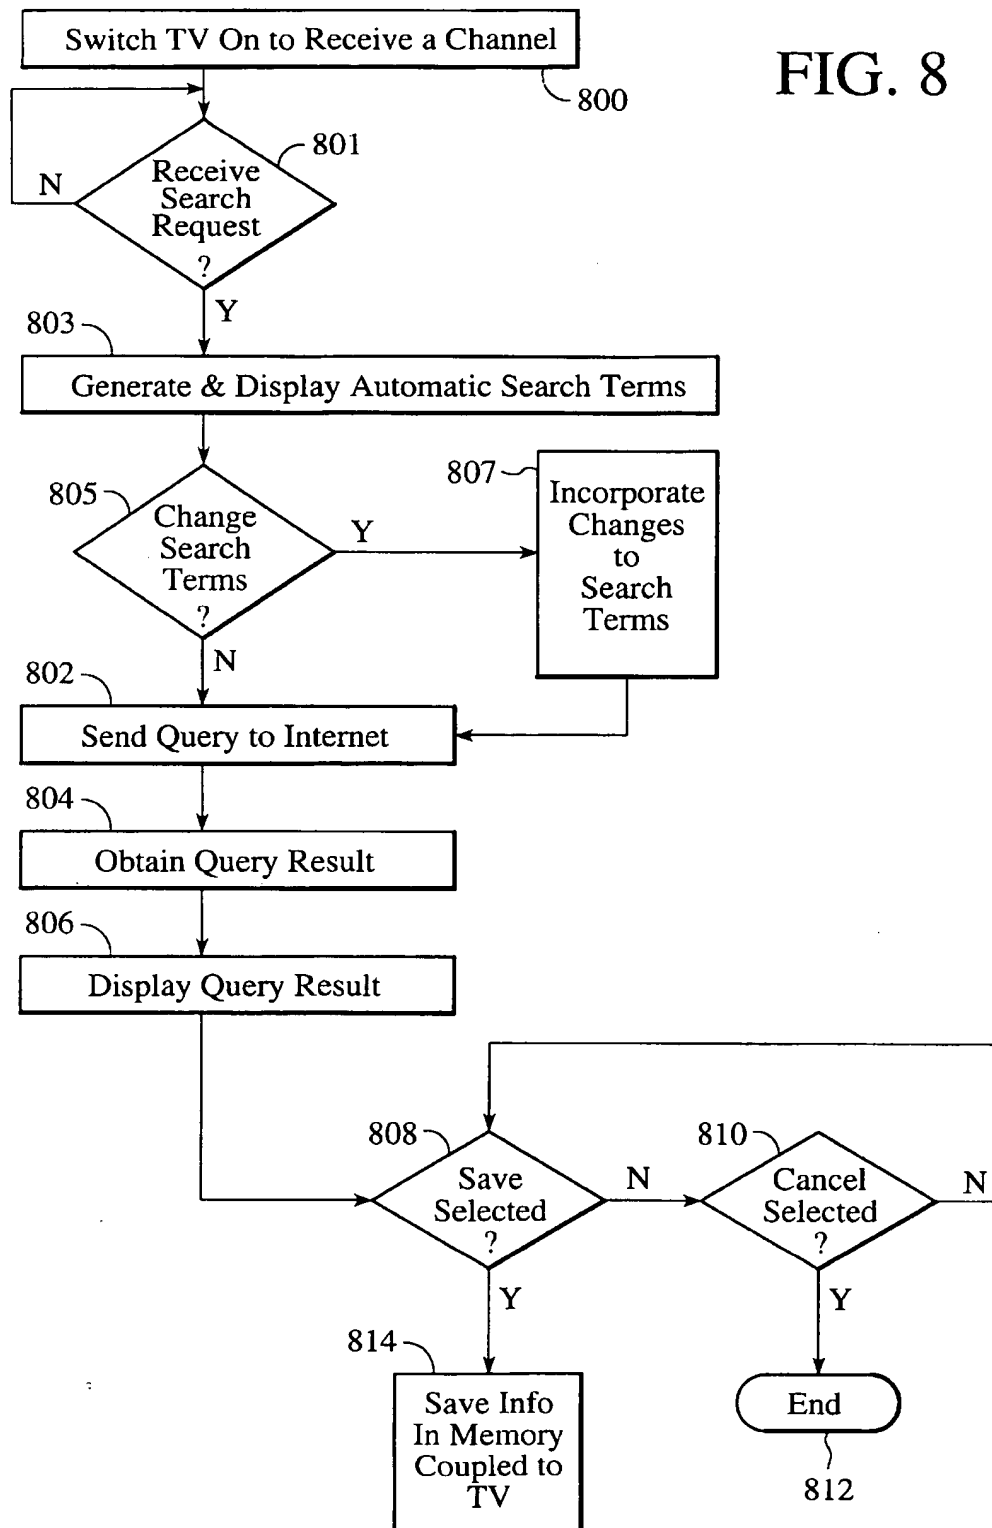 Switch TV On to Receive a Channel
800
FIG. 8
801
Receive
Search
Request
?
N
Y
803
Generate & Display Automatic Search Terms
805
Change
Search
Terms
?
Y
N
807
Incorporate
Changes
to
Search
Terms
802
Send Query to Internet
804
Obtain Query Result
806
Display Query Result
808
Save
Selected
?
N
Y
810
Cancel
Selected
?
N
Y
814
Save Info
In Memory
Coupled to
TV
End
812